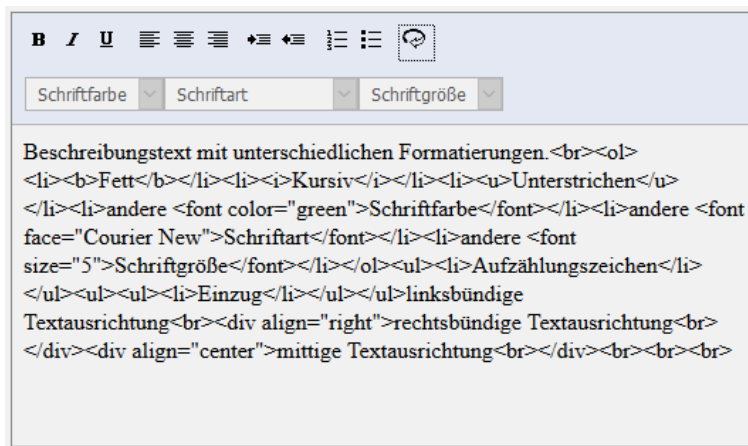 B I U
Schriftfarbe Schriftart Schriftgröße
Beschreibungstext mit unterschiedlichen Formatierungen.<br><ol>
<li><b>Fett</b></li><li><i>Kursiv</i></li><li><u>Unterstrichen</u>
</li><li>andere <font color="green">Schriftfarbe</font></li><li>andere <font
face="Courier New">Schriftart</font></li><li>andere <font
size="5">Schriftgröße</font></li></ol><ul><li>Aufzählungszeichen</li>
</ul><ul><ul><li>Einzug</li></ul></ul>linksbündige
Textausrichtung<br><div align="right">rechtsbündige Textausrichtung<br>
</div><div align="center">mittige Textausrichtung<br></div><br><br><br>